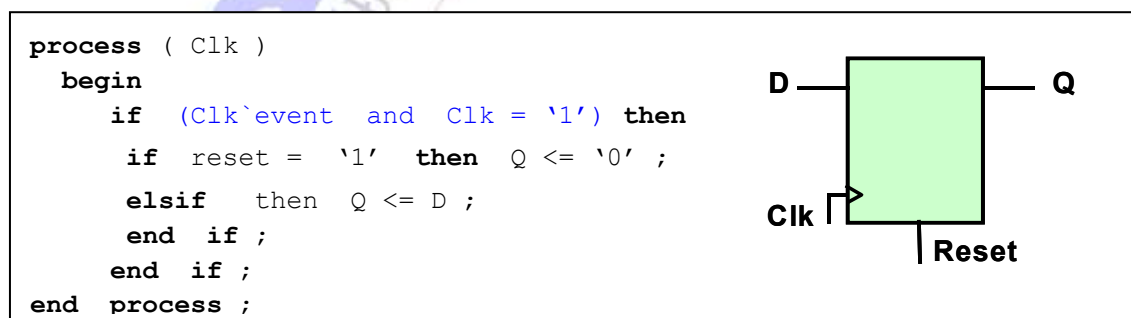 process ( Clk )
begin
if (Clk`event and Clk = ‘1’) then
if reset = ‘1’ then Q <= ‘0’ ;
elsif then Q <= D ;
end if ;
end if ;
end process ;
D
Q
Clk
Reset